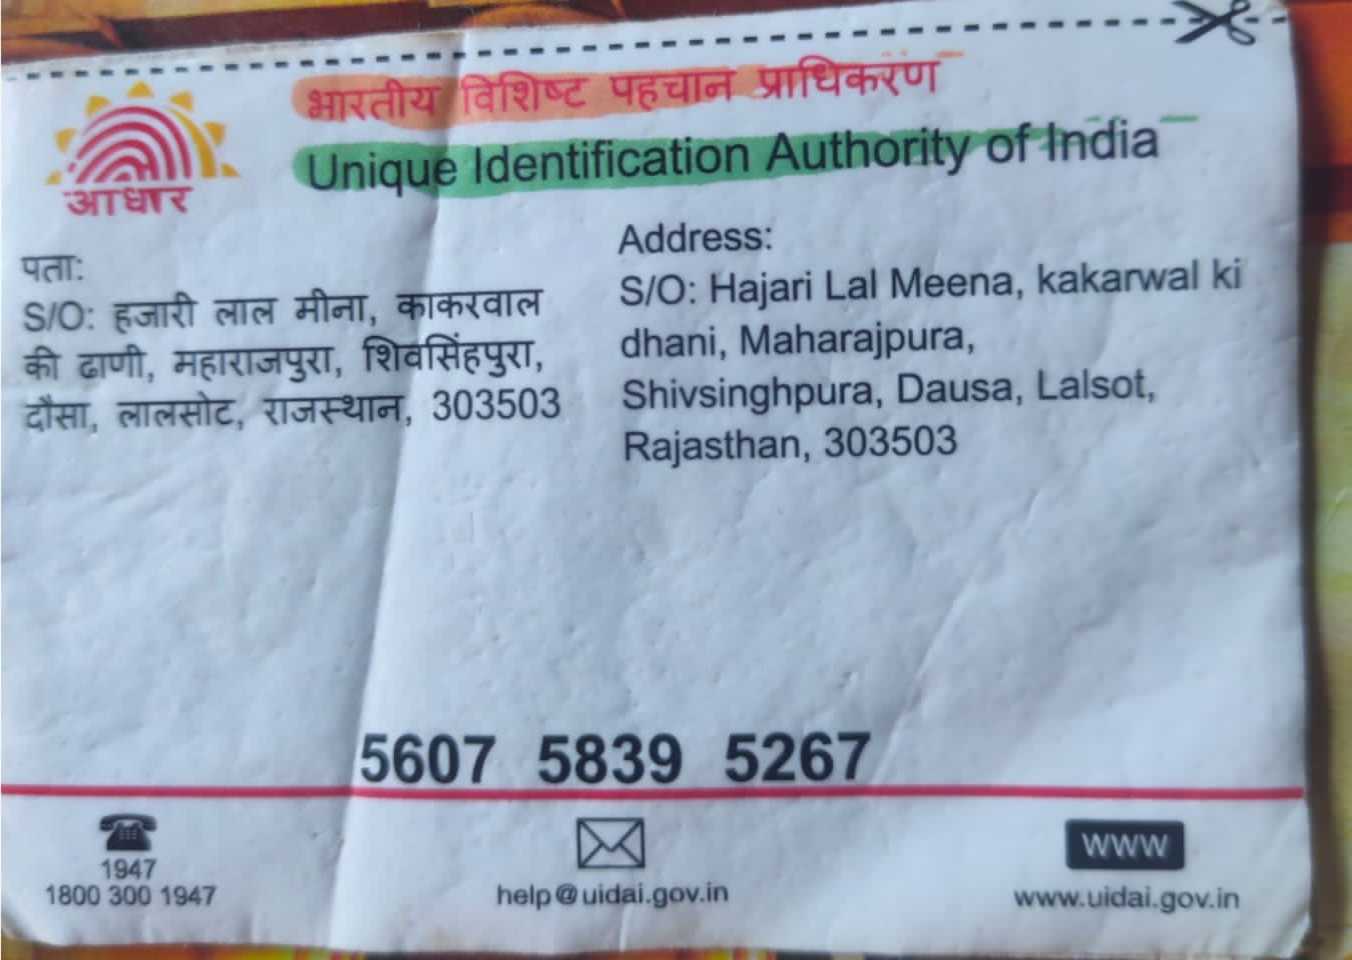 भारतीय विशिष्ट पहचान प्राधिकरण
Unique Identification Authority of India
आधार
पता:
S/O: हजारी लाल मीना, काकरवाल
की ढाणी, महाराजपुरा, शिवसिंहपुरा,
दौसा, लालसोट, राजस्थान, 303503
Address:
S/O: Hajari Lal Meena, kakarwal ki
dhani, Maharajpura,
Shivsinghpura, Dausa, Lalsot,
Rajasthan, 303503
5607 5839 5267
1947
1800 300 1947
help@uidai.gov.in
www
www.uidai.gov.in